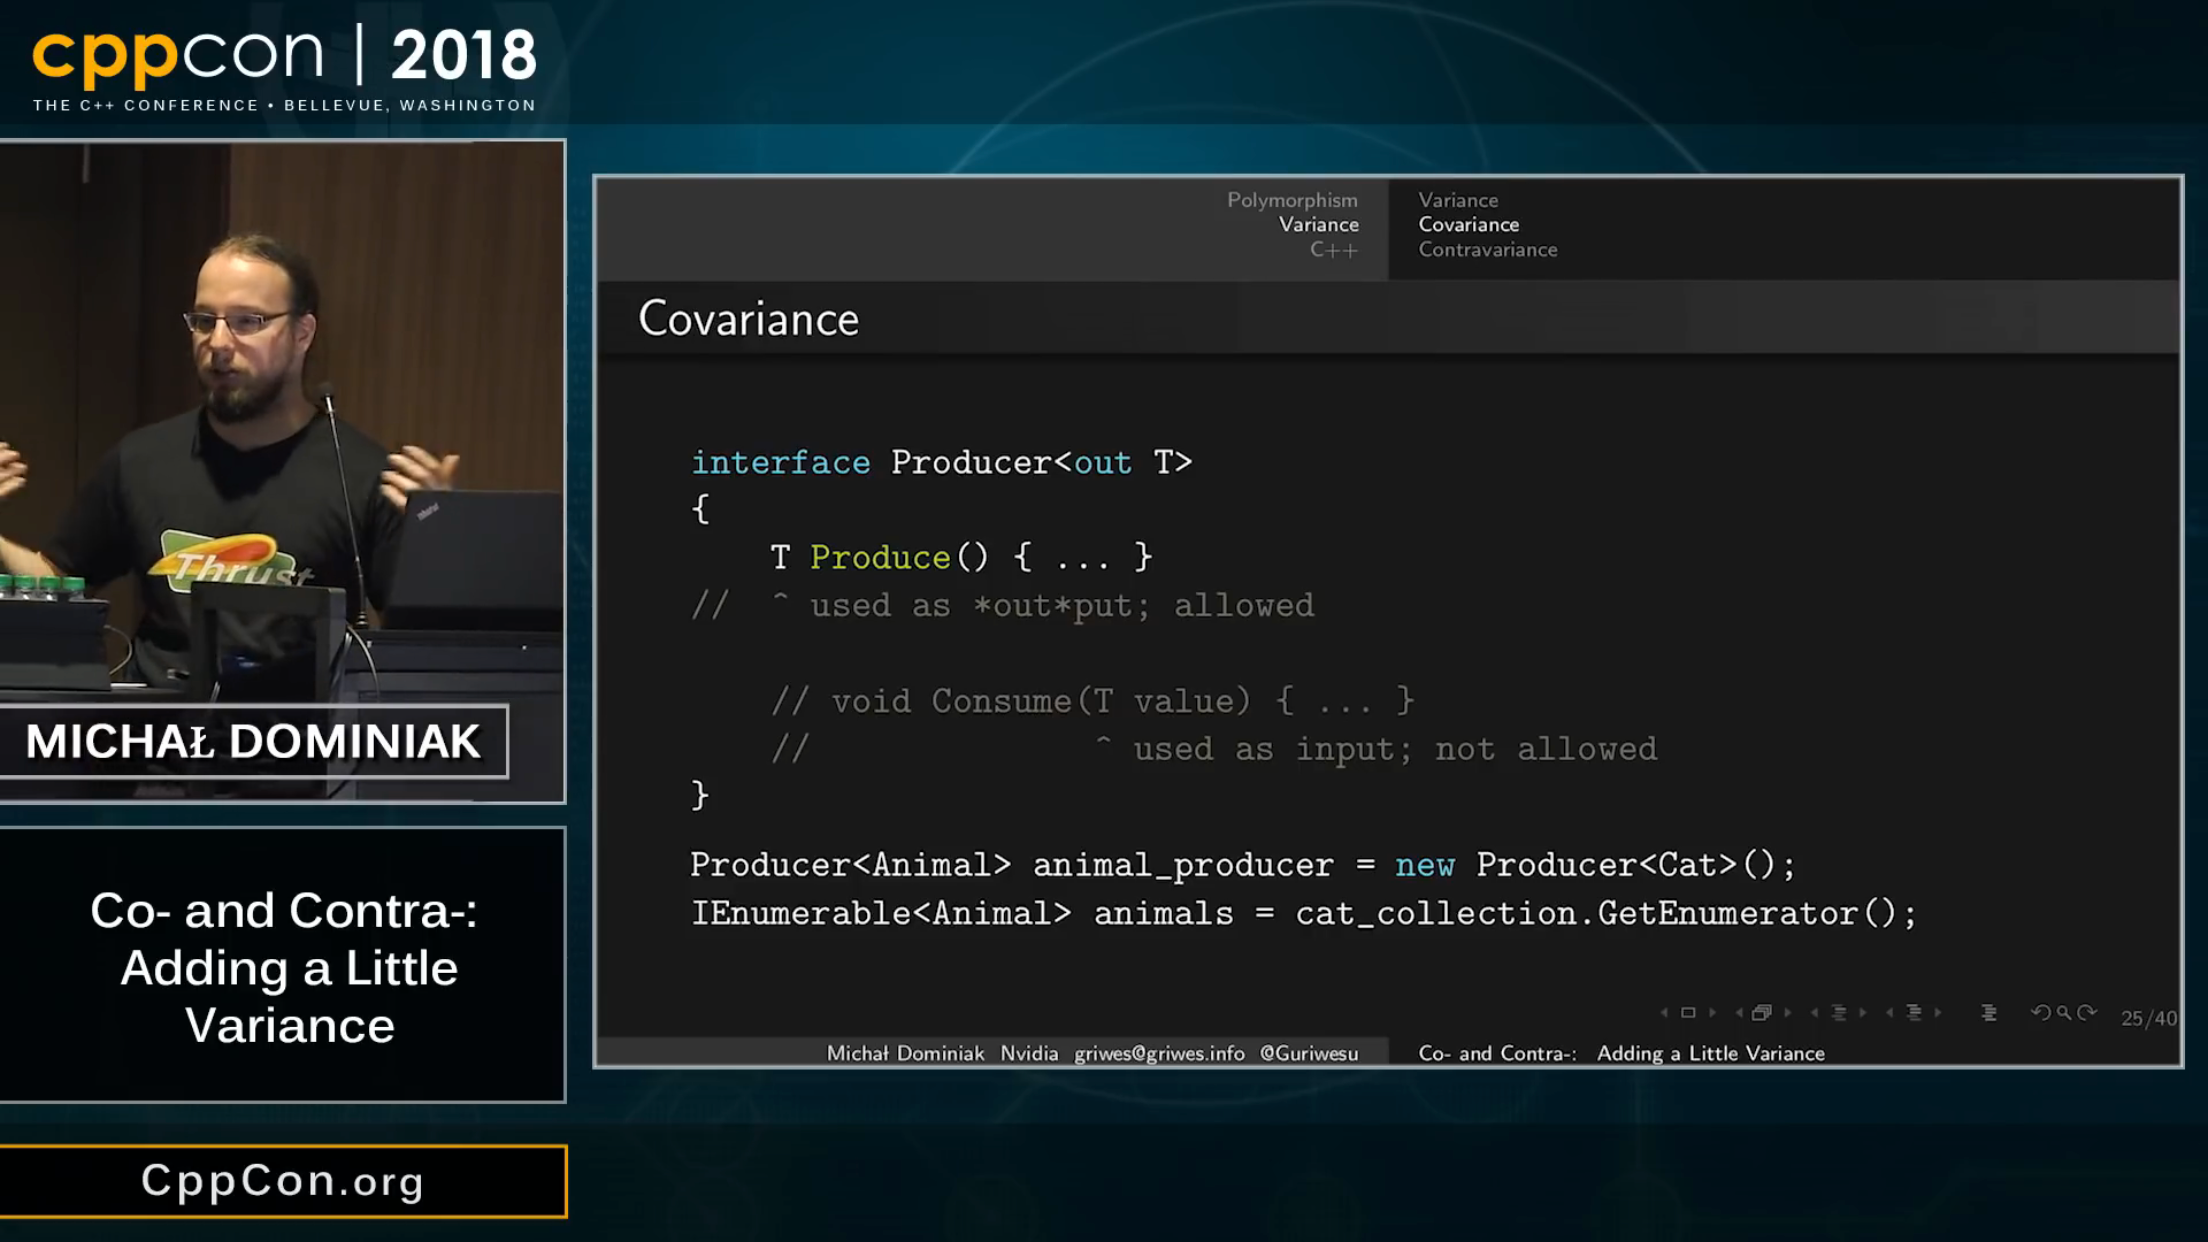 cppcon | 2018
THE C++ CONFERENCE • BELLEVUE, WASHINGTON
Thrust
MICHAŁ DOMINIAK
Co- and Contra-:
Adding a Little
Variance
CppCon.org
Polymorphism
Variance
C++
Variance
Covariance
Contravariance
Covariance
interface Producer<out T>
{
T Produce() { ... }
// ^ used as *out*put; allowed
// void Consume(T value) { ... }
// ^ used as input; not allowed
}
Producer<Animal> animal_producer = new Producer<Cat>();
IEnumerable<Animal> animals = cat_collection.GetEnumerator();
25/40
Michał Dominiak Nvidia griwes@griwes.info @Guriwesu
Co- and Contra-: Adding a Little Variance